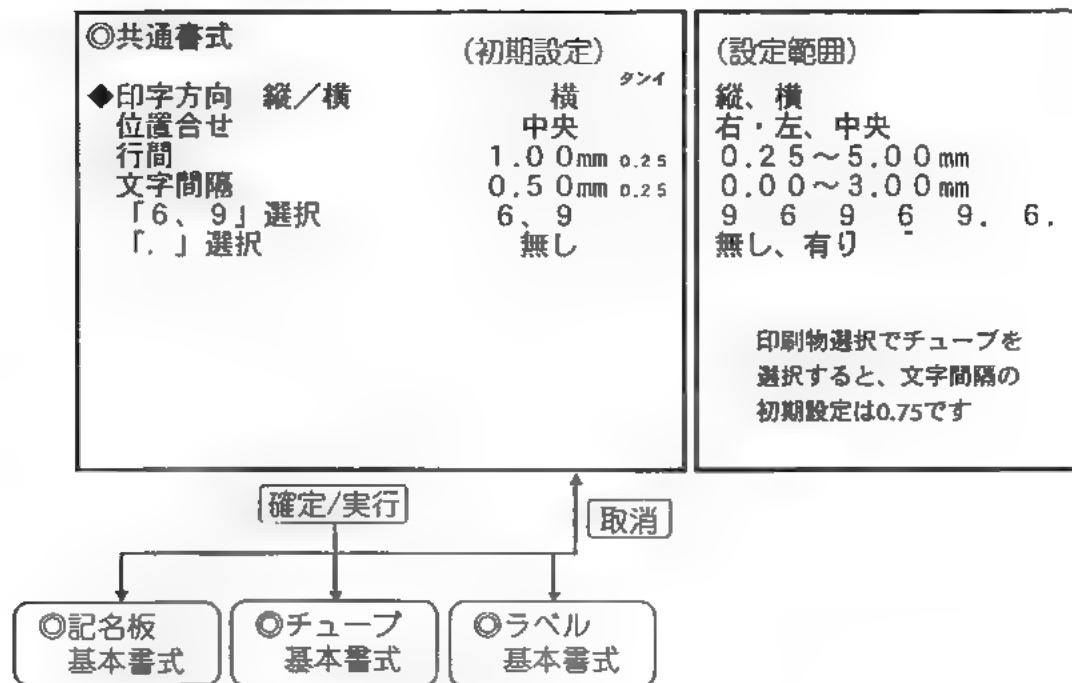 ◎共通書式
(初期設定)
タンイ
◆印字方向 縦／横 横
位置合せ 中央
行間 1.00mm 0.25
文字間隔 0.50mm 0.25
「6、9」選択 6、9
「.」選択 無し
(設定範囲)
縦、横
右・左、中央
0.25～5.00mm
0.00～3.00mm
9 6 9 6 9. 6.
無し、有り
印刷物選択でチューブを
選択すると、文字間隔の
初期設定は0.75です
確定/実行
取消
◎記名板
基本書式
◎チューブ
基本書式
◎ラベル
基本書式